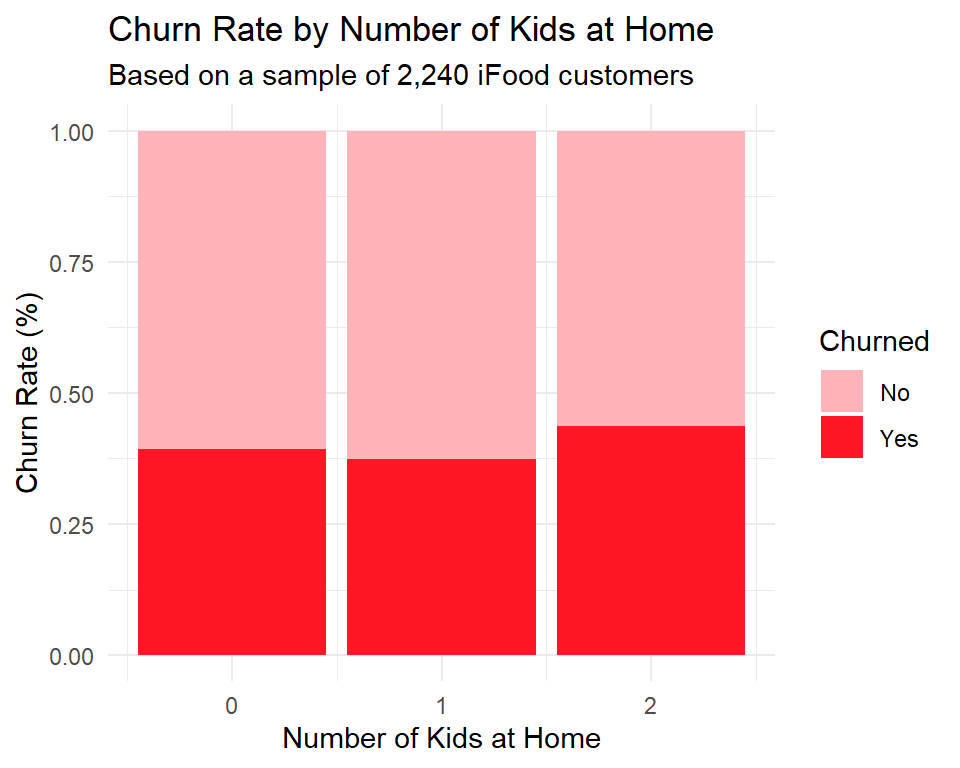 Churn Rate by Number of Kids at Home
Based on a sample of 2,240 iFood customers
Churn Rate (%)
1.00
0.75
0.50
0.25
0.00
0
1
2
Number of Kids at Home
Churned
No
Yes